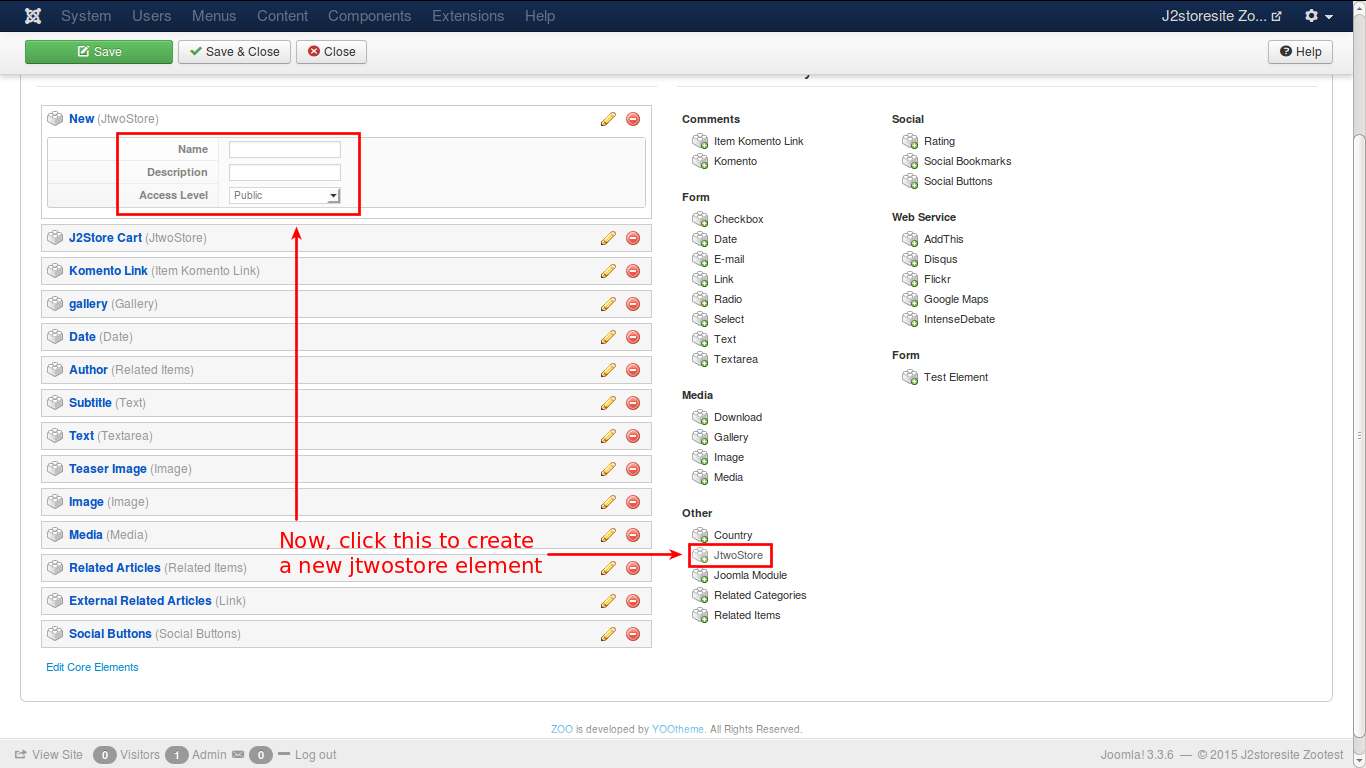 System Users Menus Content Components Extensions Help J2storesite Zo...
Save Save & Close Close Help
New (JtwoStore)
Name
Description
Access Level Public
J2Store Cart (JtwoStore)
Komento Link (Item Komento Link)
gallery (Gallery)
Date (Date)
Author (Related Items)
Subtitle (Text)
Text (Textarea)
Teaser Image (Image)
Image (Image)
Media (Media)
Related Articles (Related Items)
External Related Articles (Link)
Social Buttons (Social Buttons)
Edit Core Elements
Now, click this to create
a new jtwostore element
Comments
Item Komento Link
Komento
Form
Checkbox
Date
E-mail
Link
Radio
Select
Text
Textarea
Media
Download
Gallery
Image
Media
Other
Country
JtwoStore
Joomla Module
Related Categories
Related Items
Social
Rating
Social Bookmarks
Social Buttons
Web Service
AddThis
Disqus
Flickr
Google Maps
IntenseDebate
Form
Test Element
ZOO is developed by YOOtheme. All Rights Reserved.
View Site 0 Visitors 1 Admin 0 Log out Joomla! 3.3.6 — © 2015 J2storesite Zootest